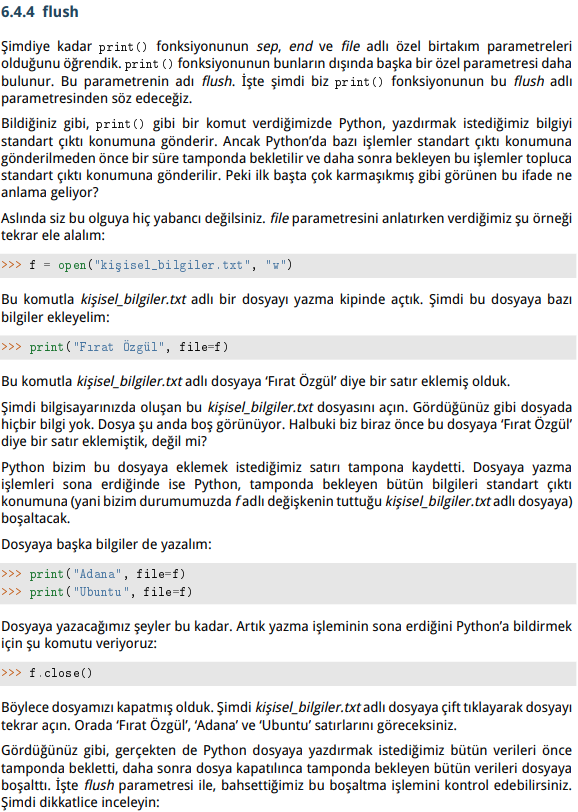 6.4.4 flush
Şimdiye kadar print() fonksiyonunun sep, end ve file adlı özel birtakım parametreleri
olduğunu öğrendik. print() fonksiyonunun bunların dışında başka bir özel parametresi daha
bulunur. Bu parametrenin adı flush. İşte şimdi biz print() fonksiyonunun bu flush adlı
parametresinden söz edeceğiz.
Bildiğiniz gibi, print() gibi bir komut verdiğimizde Python, yazdırmak istediğimiz bilgiyi
standart çıktı konumuna gönderir. Ancak Python’da bazı işlemler standart çıktı konumuna
gönderilmeden önce bir süre tamponda bekletilir ve daha sonra bekleyen bu işlemler topluca
standart çıktı konumuna gönderilir. Peki ilk başta çok karmaşıkmış gibi görünen bu ifade ne
anlama geliyor?
Aslında siz bu olguya hiç yabancı değilsiniz. file parametresini anlatırken verdiğimiz şu örneği
tekrar ele alalım:
>>> f = open("kişisel_bilgiler.txt", "w")
Bu komutla kişisel_bilgiler.txt adlı bir dosyayı yazma kipinde açtık. Şimdi bu dosyaya bazı
bilgiler ekleyelim:
>>> print("Fırat Özgül", file=f)
Bu komutla kişisel_bilgiler.txt adlı dosyaya ‘Fırat Özgül’ diye bir satır eklemiş olduk.
Şimdi bilgisayarınızda oluşan bu kişisel_bilgiler.txt dosyasını açın. Gördüğünüz gibi dosyada
hiçbir bilgi yok. Dosya şu anda boş görünüyor. Halbuki biz biraz önce bu dosyaya ‘Fırat Özgül’
diye bir satır eklemiştik, değil mi?
Python bizim bu dosyaya eklemek istediğimiz satırı tampona kaydetti. Dosyaya yazma
işlemleri sona erdiğinde ise Python, tamponda bekleyen bütün bilgileri standart çıktı
konumuna (yani bizim durumumuzda f adlı değişkenin tuttuğu kişisel_bilgiler.txt adlı dosyaya)
boşaltacak.
Dosyaya başka bilgiler de yazalım:
>>> print("Adana", file=f)
>>> print("Ubuntu", file=f)
Dosyaya yazacağımız şeyler bu kadar. Artık yazma işleminin sona erdiğini Python’a bildirmek
için şu komutu veriyoruz:
>>> f.close()
Böylece dosyamızı kapatmış olduk. Şimdi kişisel_bilgiler.txt adlı dosyaya çift tıklayarak dosyayı
tekrar açın. Orada ‘Fırat Özgül’, ‘Adana’ ve ‘Ubuntu’ satırlarını göreceksiniz.
Gördüğünüz gibi, gerçekten de Python dosyaya yazdırmak istediğimiz bütün verileri önce
tamponda bekletti, daha sonra dosya kapatılınca tamponda bekleyen bütün verileri dosyaya
boşalttı. İşte flush parametresi ile, bahsettiğimiz bu boşaltma işlemini kontrol edebilirsiniz.
Şimdi dikkatlice inceleyin: